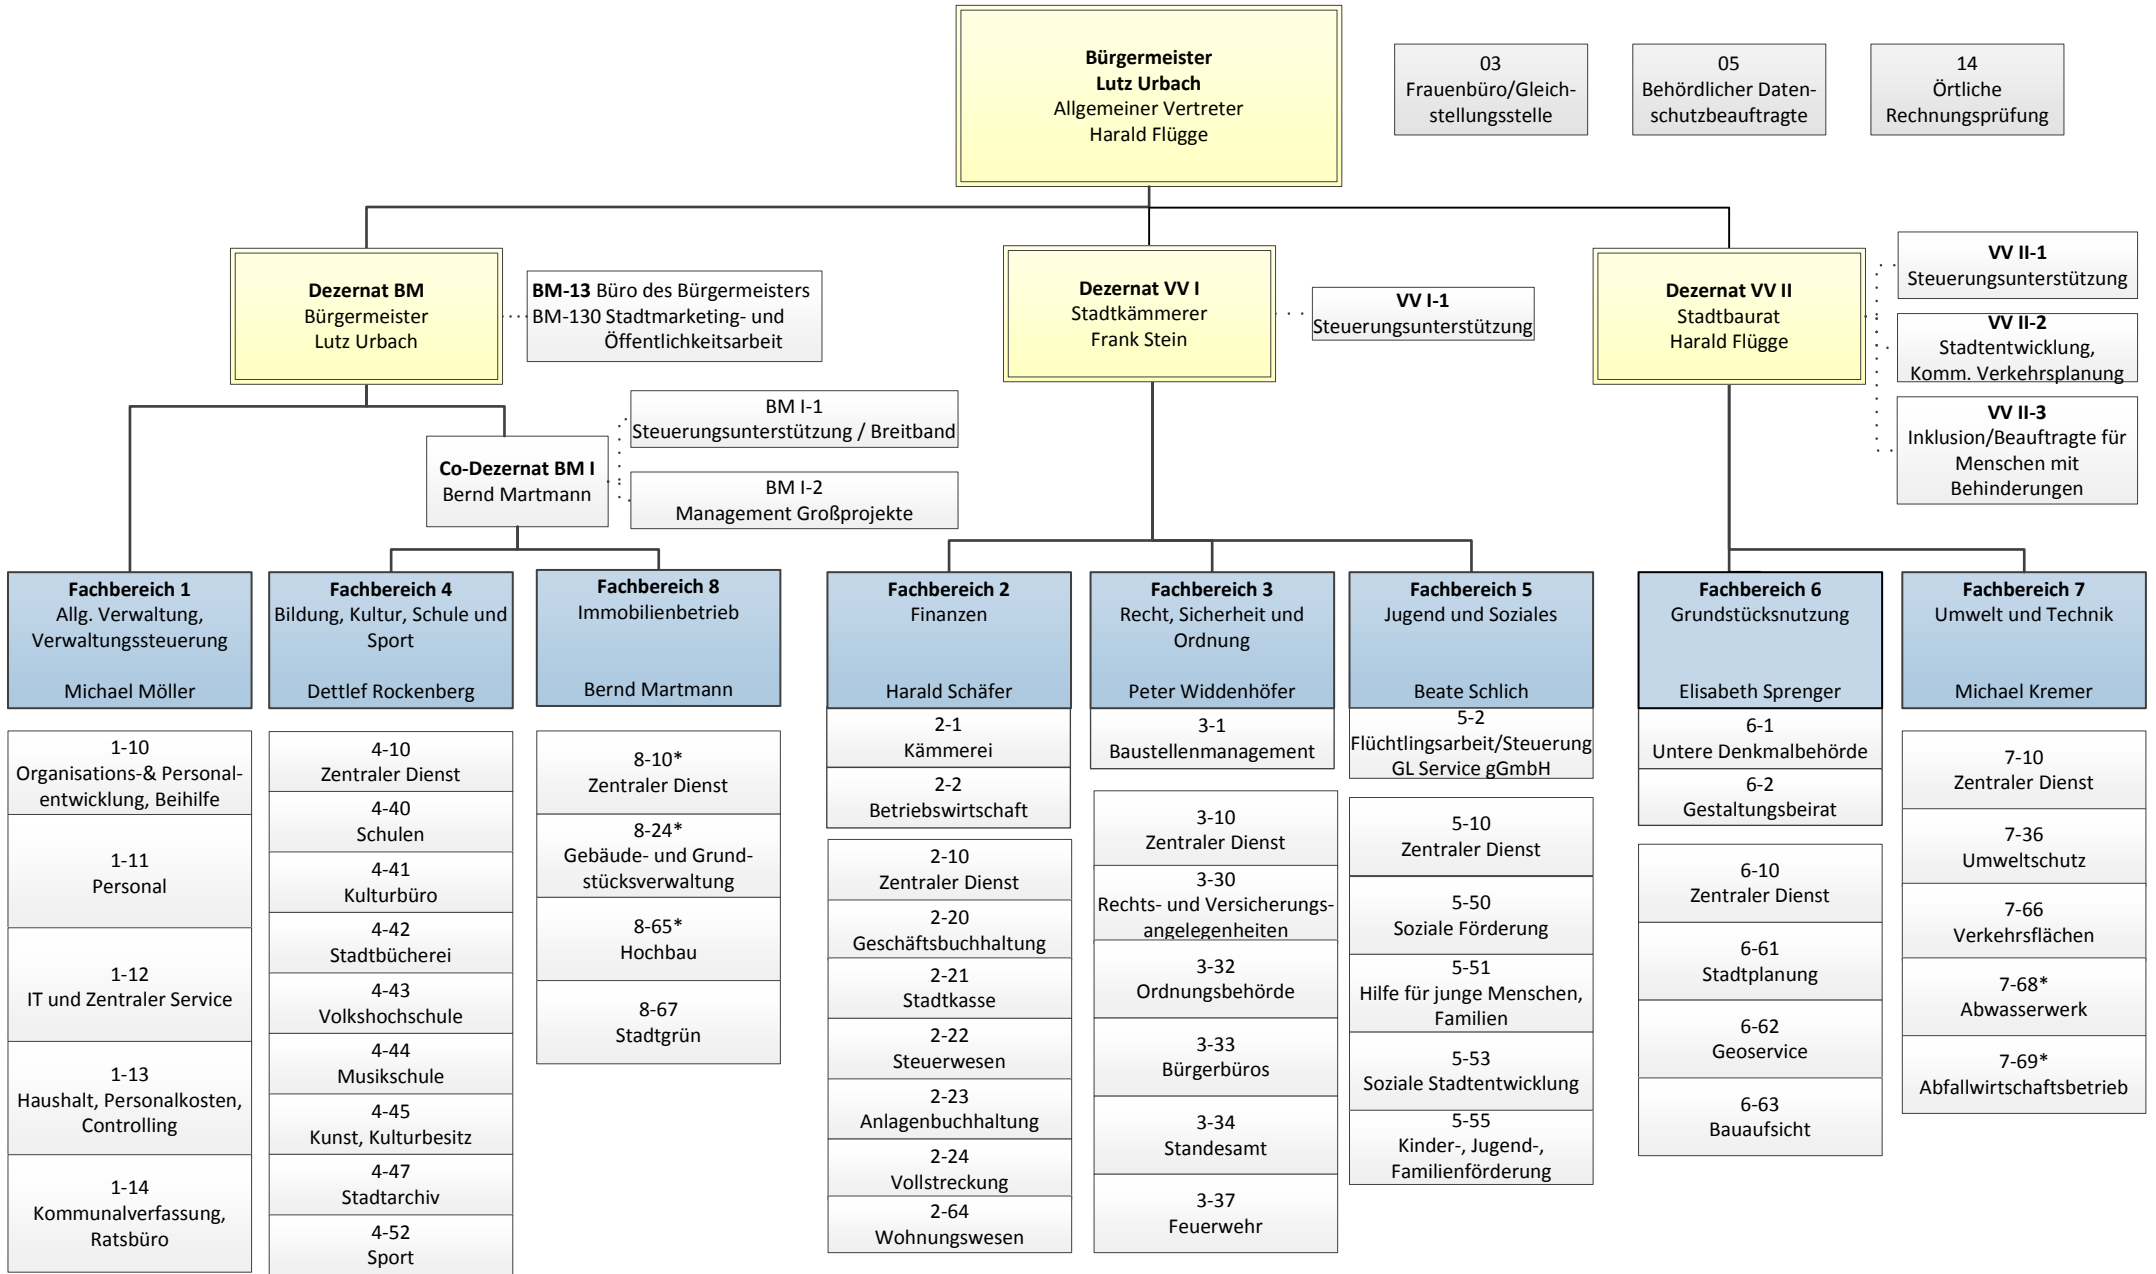 Bürgermeister
Lutz Urbach
Allgemeiner Vertreter
Harald Flügge
03
Frauenbüro/Gleich-
stellungsstelle
05
Behördlicher Daten-
schutzbeauftragte
14
Örtliche
Rechnungsprüfung
Dezernat BM
Bürgermeister
Lutz Urbach
BM-13 Büro des Bürgermeisters
BM-130 Stadtmarketing- und
Öffentlichkeitsarbeit
Dezernat VV I
Stadtkämmerer
Frank Stein
VV I-1
Steuerungsunterstützung
Dezernat VV II
Stadtbaurat
Harald Flügge
VV II-1
Steuerungsunterstützung
VV II-2
Stadtentwicklung,
Komm. Verkehrsplanung
VV II-3
Inklusion/Beauftragte für
Menschen mit
Behinderungen
Co-Dezernat BM I
Bernd Martmann
BM I-1
Steuerungsunterstützung / Breitband
BM I-2
Management Großprojekte
Fachbereich 1
Allg. Verwaltung,
Verwaltungssteuerung
Michael Möller
1-10
Organisations-& Personal-
entwicklung, Beihilfe
1-11
Personal
1-12
IT und Zentraler Service
1-13
Haushalt, Personalkosten,
Controlling
1-14
Kommunalverfassung,
Ratsbüro
Fachbereich 4
Bildung, Kultur, Schule und
Sport
Dettlef Rockenberg
4-10
Zentraler Dienst
4-40
Schulen
4-41
Kulturbüro
4-42
Stadtbücherei
4-43
Volkshochschule
4-44
Musikschule
4-45
Kunst, Kulturbesitz
4-47
Stadtarchiv
4-52
Sport
Fachbereich 8
Immobilienbetrieb
Bernd Martmann
8-10*
Zentraler Dienst
8-24*
Gebäude- und Grund-
stücksverwaltung
8-65*
Hochbau
8-67
Stadtgrün
Fachbereich 2
Finanzen
Harald Schäfer
2-1
Kämmerei
2-2
Betriebswirtschaft
2-10
Zentraler Dienst
2-20
Geschäftsbuchhaltung
2-21
Stadtkasse
2-22
Steuerwesen
2-23
Anlagenbuchhaltung
2-24
Vollstreckung
2-64
Wohnungswesen
Fachbereich 3
Recht, Sicherheit und
Ordnung
Peter Widdenhöfer
3-1
Baustellenmanagement
3-10
Zentraler Dienst
3-30
Rechts- und Versicherungs-
angelegenheiten
3-32
Ordnungsbehörde
3-33
Bürgerbüros
3-34
Standesamt
3-37
Feuerwehr
Fachbereich 5
Jugend und Soziales
Beate Schlich
5-2
Flüchtlingsarbeit/Steuerung
GL Service gGmbH
5-10
Zentraler Dienst
5-50
Soziale Förderung
5-51
Hilfe für junge Menschen,
Familien
5-53
Soziale Stadtentwicklung
5-55
Kinder-, Jugend-,
Familienförderung
Fachbereich 6
Grundstücksnutzung
Elisabeth Sprenger
6-1
Untere Denkmalbehörde
6-2
Gestaltungsbeirat
6-10
Zentraler Dienst
6-61
Stadtplanung
6-62
Geoservice
6-63
Bauaufsicht
Fachbereich 7
Umwelt und Technik
Michael Kremer
7-10
Zentraler Dienst
7-36
Umweltschutz
7-66
Verkehrsflächen
7-68*
Abwasserwerk
7-69*
Abfallwirtschaftsbetrieb